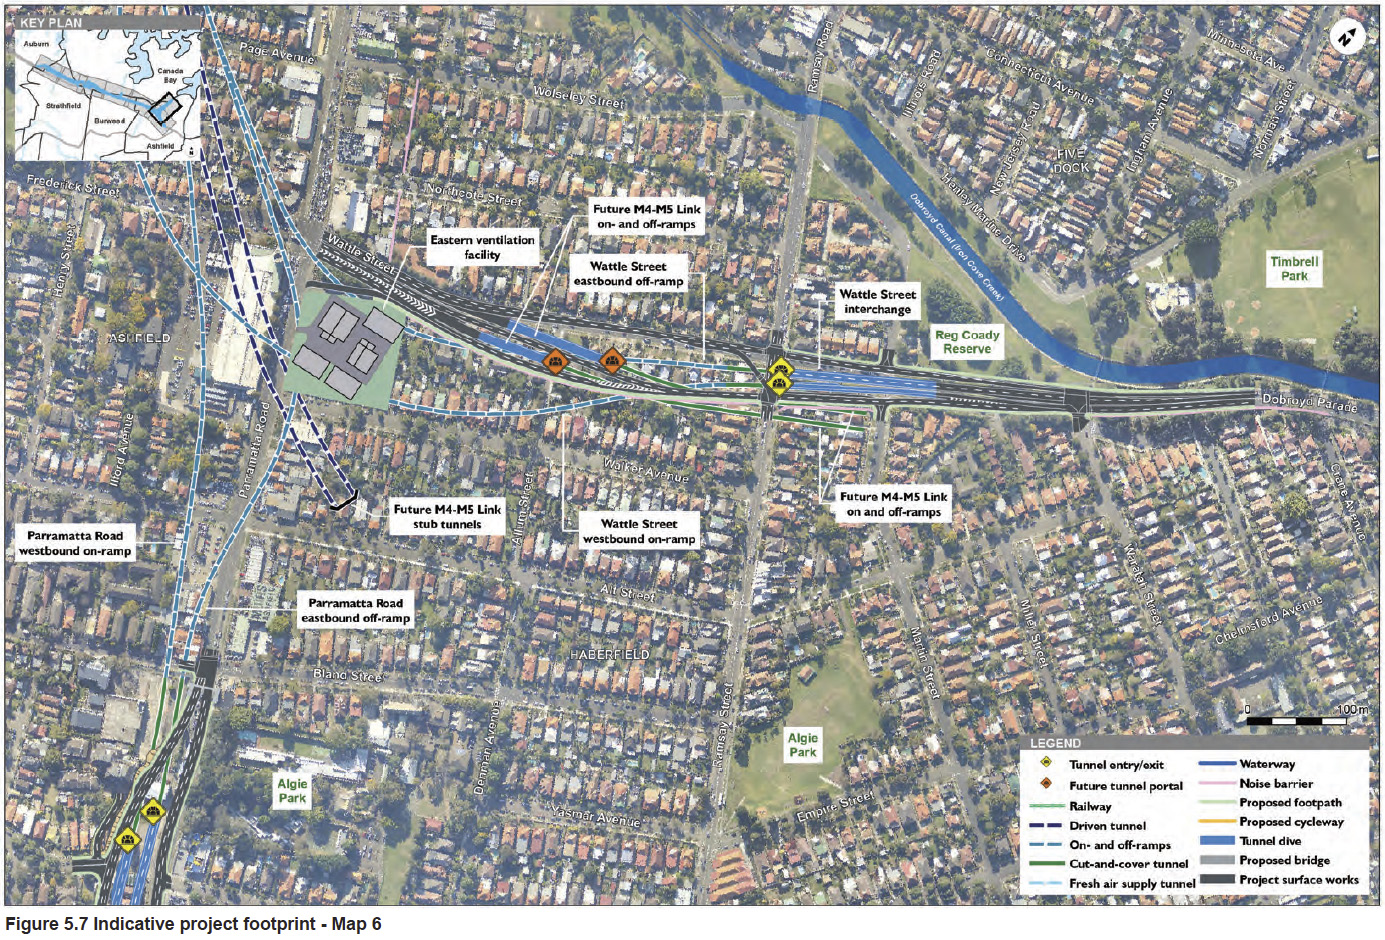 KEY PLAN
Auburn
Canada
Bay
Strathfield
Burwood
Ashfield
N
N
Page Avenue
Wolseley Street
Ramsay Road
Illinois Road
Connecticut Avenue
Minnesota Ave
New Jersey Road
Ingham Avenue
Norman Street
FIVE
DOCK
Henley Marine Drive
Dobroyd Canal (Iron Cove Creek)
Timbrell
Park
Frederick Street
Henry Street
Northcote Street
Wattle Street
Future M4-M5 Link
on- and off-ramps
Eastern ventilation
facility
Wattle Street
eastbound off-ramp
Wattle Street
interchange
Reg Coady
Reserve
ASHFIELD
Dobroyd Parade
Ilford Avenue
Parramatta Road
Walker Avenue
Allum Street
Future M4-M5 Link
stub tunnels
Wattle Street
westbound on-ramp
Future M4-M5 Link
on and off-ramps
Parramatta Road
westbound on-ramp
Parramatta Road
eastbound off-ramp
Alt Street
Waratah Street
Miller Street
Chelmsford Avenue
Martin Street
HABERFIELD
Bland Street
Denman Avenue
Ramsay Street
Algie
Park
Algie
Park
Yasmar Avenue
Empire Street
0 100 m
LEGEND
Tunnel entry/exit
Future tunnel portal
Railway
Driven tunnel
On- and off-ramps
Cut-and-cover tunnel
Fresh air supply tunnel
Waterway
Noise barrier
Proposed footpath
Proposed cycleway
Tunnel dive
Proposed bridge
Project surface works
Figure 5.7 Indicative project footprint - Map 6